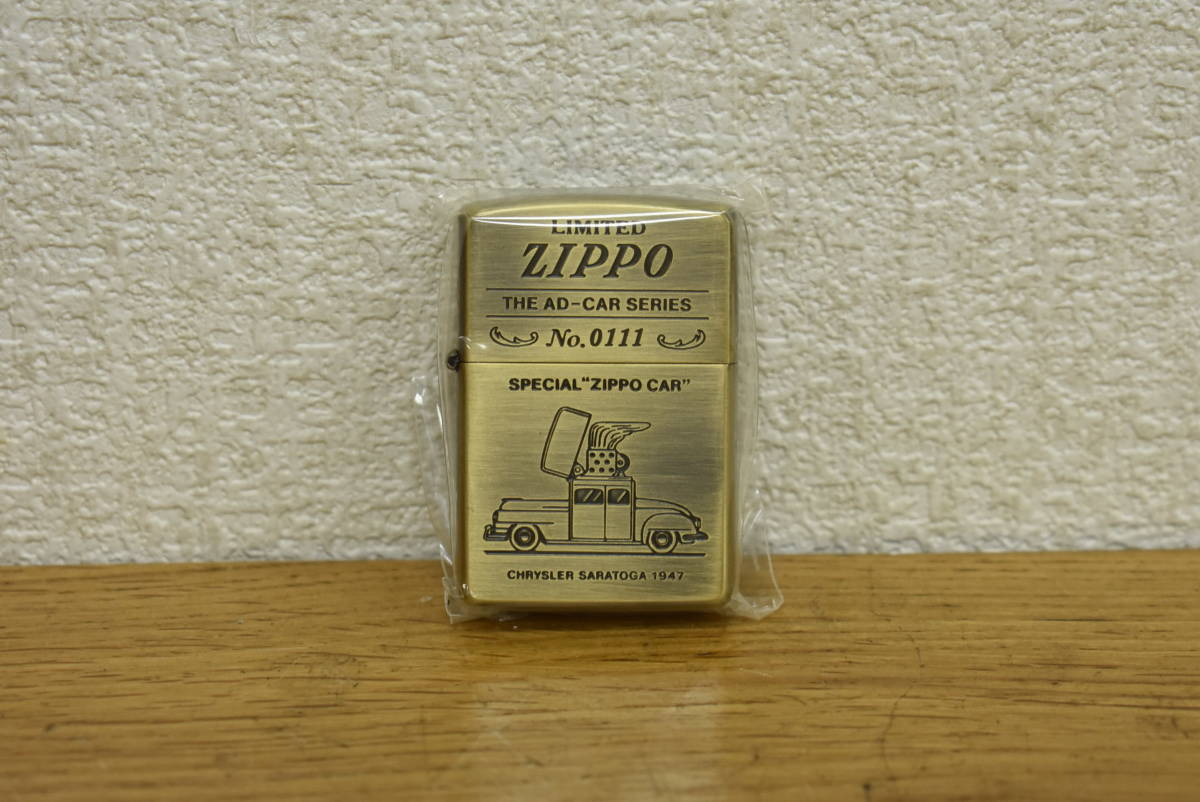 LIMITED
ZIPPO
THE AD-CAR SERIES
No. 0111
SPECIAL "ZIPPO CAR"
CHRYSLER SARATOGA 1947